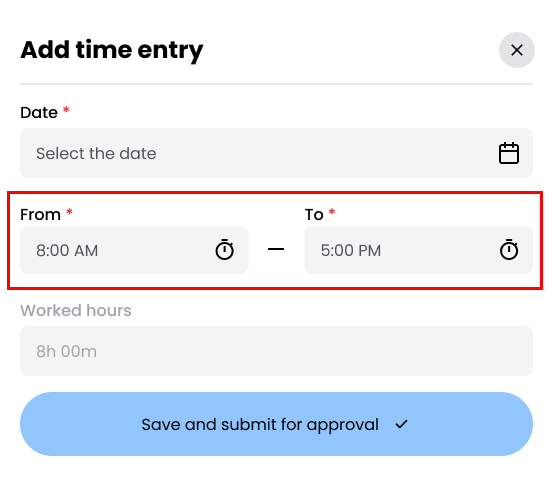 Add time entry
Date *
Select the date
From * To *
8:00 AM — 5:00 PM
Worked hours
8h 00m
Save and submit for approval